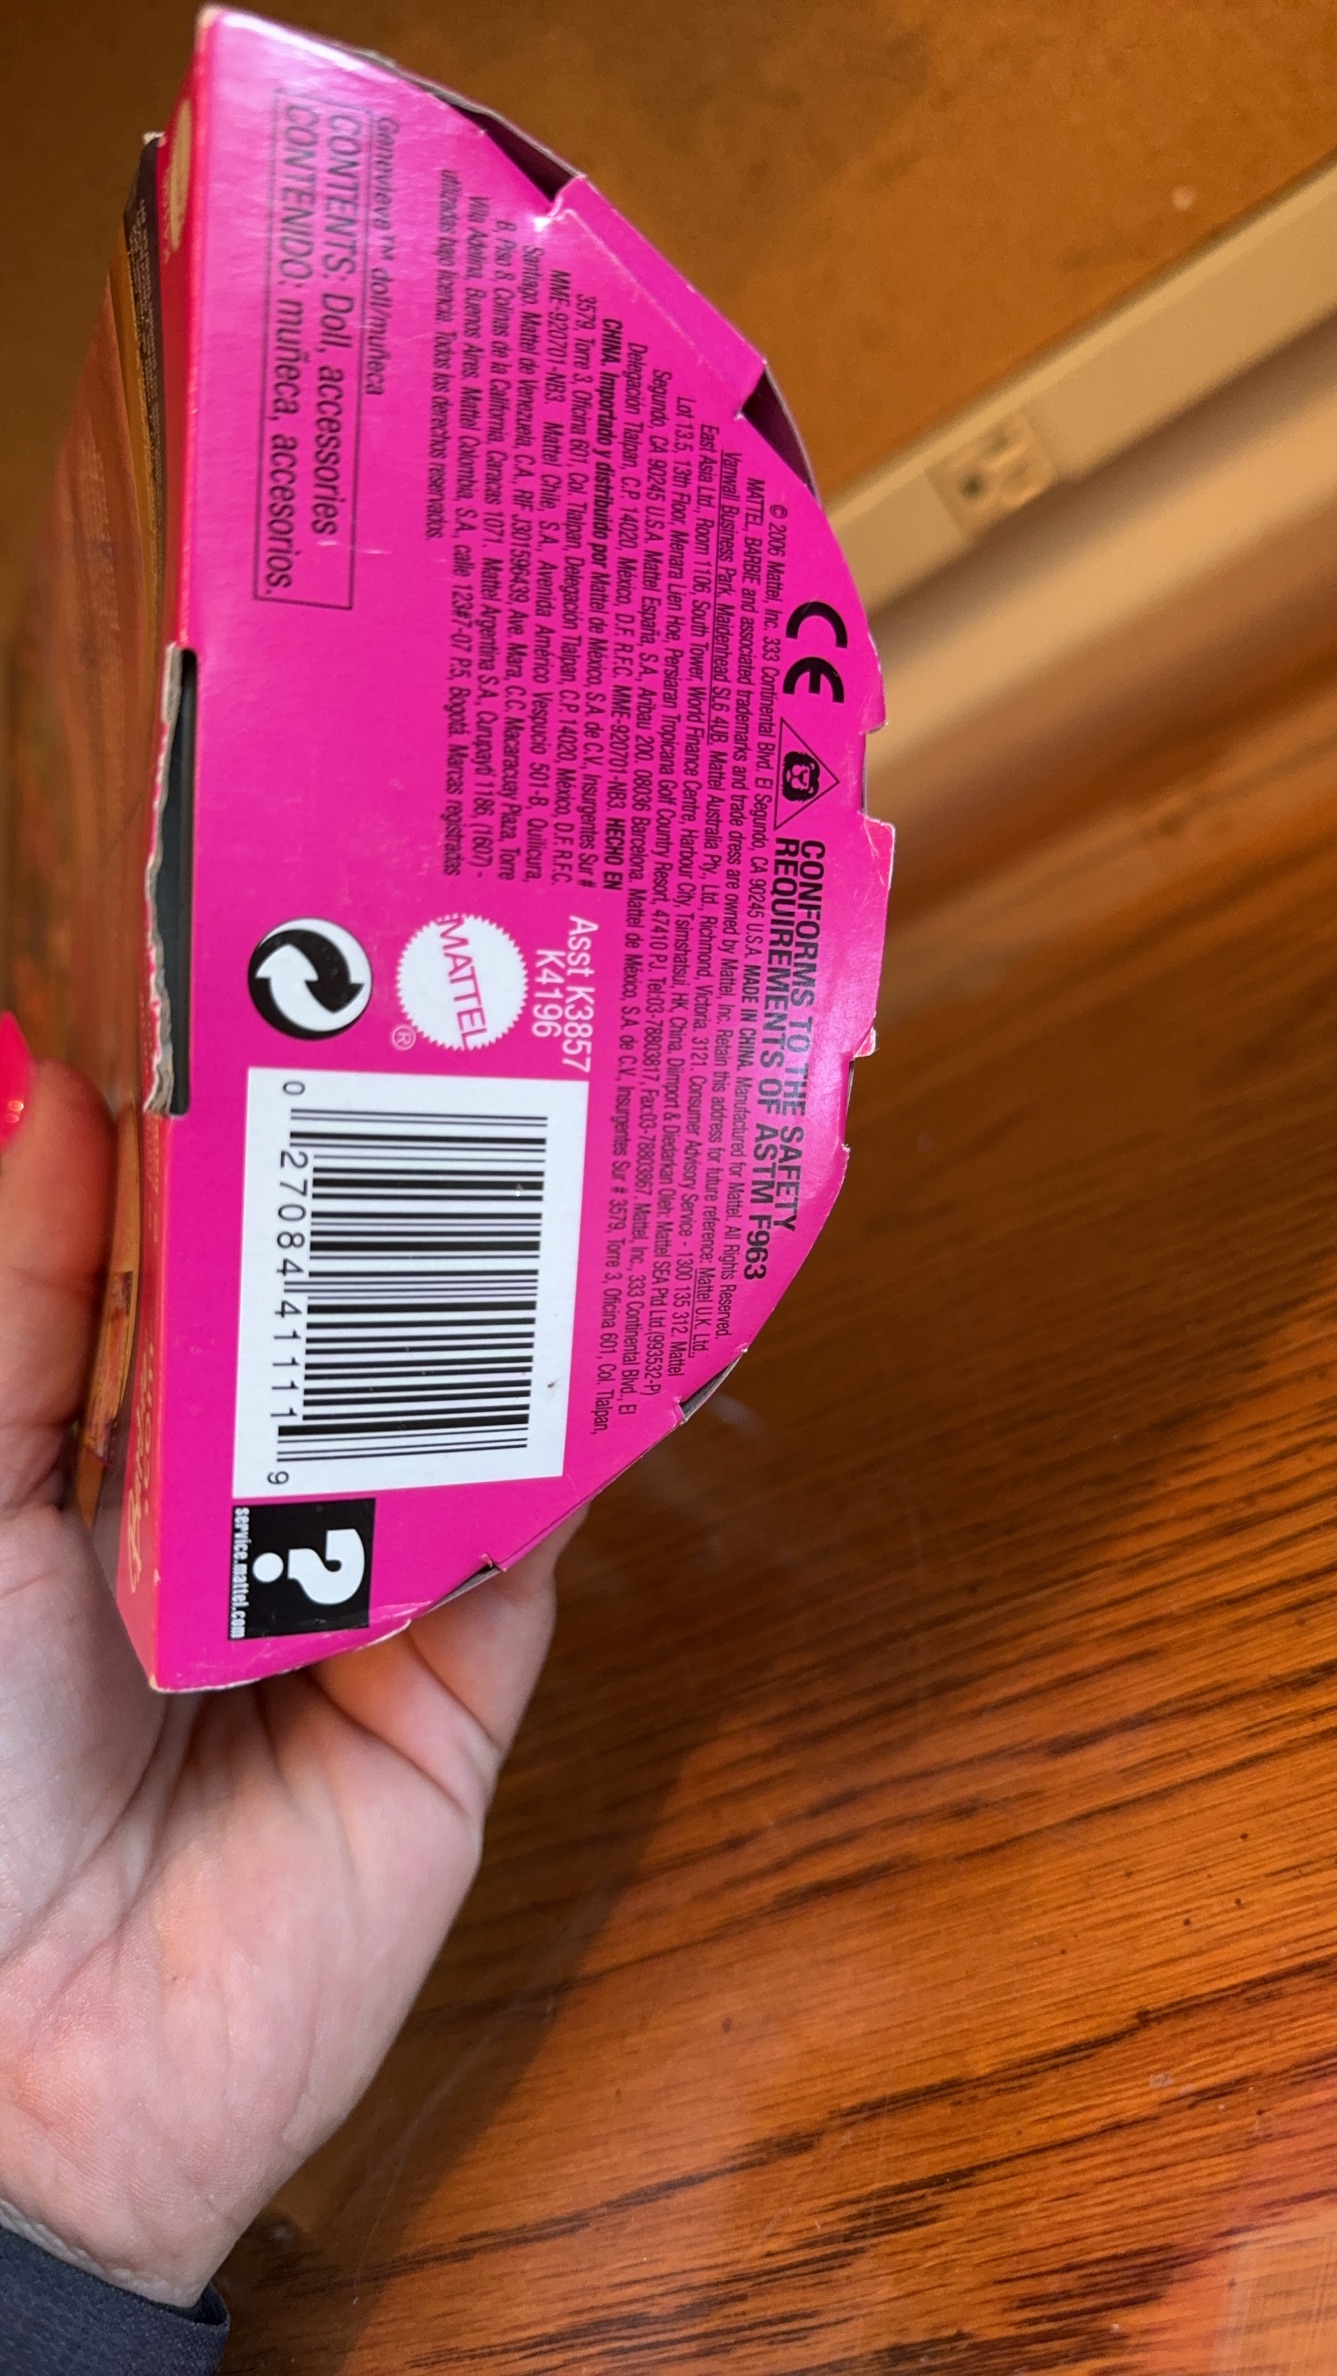 CONFORMS TO THE SAFETY
REQUIREMENTS OF ASTM F963
© 2006 Mattel, Inc. 333 Continental Blvd. El Segundo, CA 90245 U.S.A. MADE IN CHINA. Manufactured for Mattel. All Rights Reserved.
MATTEL, BARBIE and associated trademarks and trade dress are owned by Mattel, Inc. Retain this address for future reference: Mattel U.K. Ltd.,
Vanwall Business Park, Maidenhead SL6 4UB. Mattel Australia Pty., Ltd., Richmond, Victoria. 3121. Consumer Advisory Service - 1300 135 312. Mattel
East Asia Ltd., Room 1106, South Tower, World Finance Centre, Harbour City, Tsimshatsui, HK, China. Diimport & Diedarkan Oleh: Mattel SEA Ptd Ltd.(993532-P)
Lot 13.5, 13th Floor, Menara Lien Hoe, Persiaran Tropicana Golf Country Resort, 47410 PJ. Tel:03-78803817, Fax:03-78803867. Mattel, Inc., 333 Continental Blvd., El
Segundo, CA 90245 U.S.A. Mattel España, S.A., Aribau 200. 08036 Barcelona. Mattel de México, S.A. de C.V., Insurgentes Sur # 3579, Torre 3, Oficina 601, Col. Tlalpan,
Delegación Tlalpan, C.P. 14020, México, D.F. R.F.C. MME-920701-NB3. HECHO EN
CHINA. Importado y distribuido por Mattel de México, S.A. de C.V., Insurgentes Sur #
3579, Torre 3, Oficina 601, Col. Tlalpan, Delegación Tlalpan, C.P. 14020, México, D.F. R.F.C.
MME-920701-NB3. Mattel Chile, S.A., Avenida Américo Vespucio 501-B, Quilicura,
Santiago. Mattel de Venezuela, C.A., RIF J301596439, Ave. Mara, C.C. Macaracuay Plaza, Torre
B, Piso 8, Colinas de la California, Caracas 1071. Mattel Argentina S.A., Curupaytí 1186, (1607) -
Villa Adelina, Buenos Aires. Mattel Colombia, S.A., calle 123#7-07 P.5, Bogotá. Marcas registradas
utilizadas bajo licencia. Todos los derechos reservados.
Asst K3857
K4196
MATTEL
®
Genevieve™ doll/muñeca
CONTENTS: Doll, accessories
CONTENIDO: muñeca, accesorios.
0 27084 41111 9
?
service.mattel.com